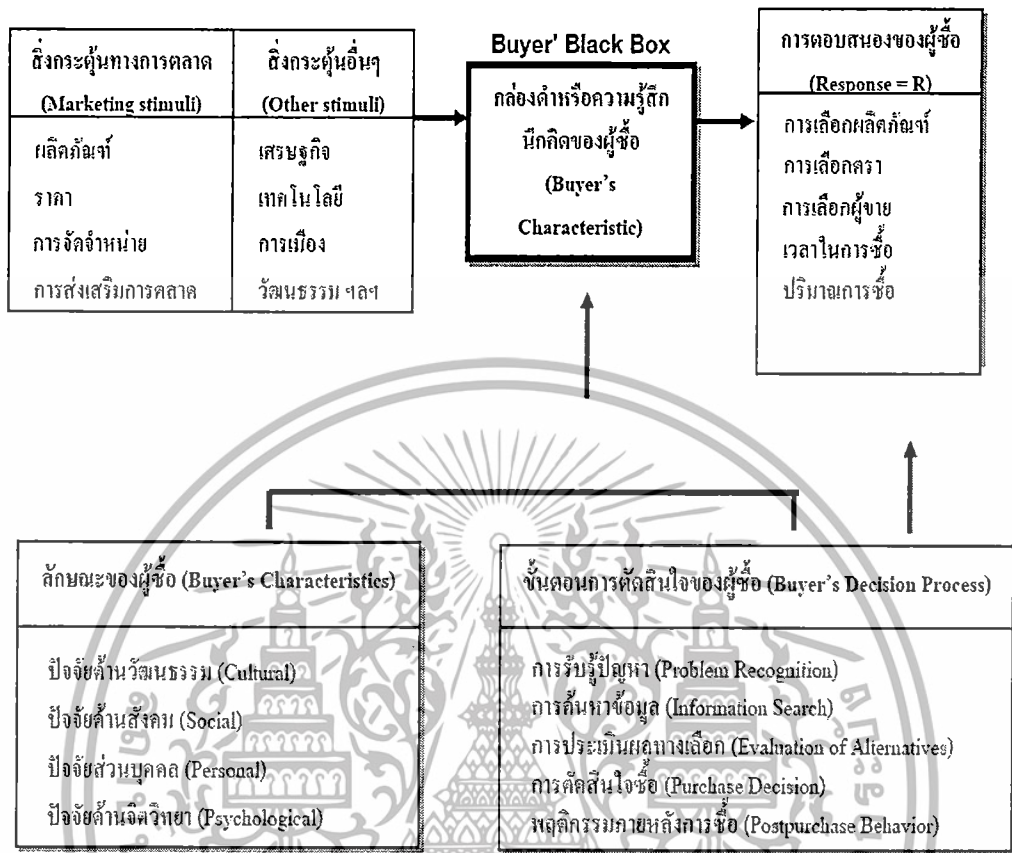 สิ่งกระตุ้นทางการตลาด
(Marketing stimuli)
ผลิตภัณฑ์
ราคา
การจัดจำหน่าย
การส่งเสริมการตลาด
สิ่งกระตุ้นอื่นๆ
(Other stimuli)
เศรษฐกิจ
เทคโนโลยี
การเมือง
วัฒนธรรม ฯลฯ
Buyer' Black Box
กล่องดำหรือความรู้สึก
นึกคิดของผู้ซื้อ
(Buyer's
Characteristic)
การตอบสนองของผู้ซื้อ
(Response = R)
การเลือกผลิตภัณฑ์
การเลือกตรา
การเลือกผู้ขาย
เวลาในการซื้อ
ปริมาณการซื้อ
ลักษณะของผู้ซื้อ (Buyer's Characteristics)
ปัจจัยด้านวัฒนธรรม (Cultural)
ปัจจัยด้านสังคม (Social)
ปัจจัยส่วนบุคคล (Personal)
ปัจจัยด้านจิตวิทยา (Psychological)
ขั้นตอนการตัดสินใจของผู้ซื้อ (Buyer's Decision Process)
การรับรู้ปัญหา (Problem Recognition)
การค้นหาข้อมูล (Information Search)
การประเมินผลทางเลือก (Evaluation of Alternatives)
การตัดสินใจซื้อ (Purchase Decision)
พฤติกรรมภายหลังการซื้อ (Postpurchase Behavior)